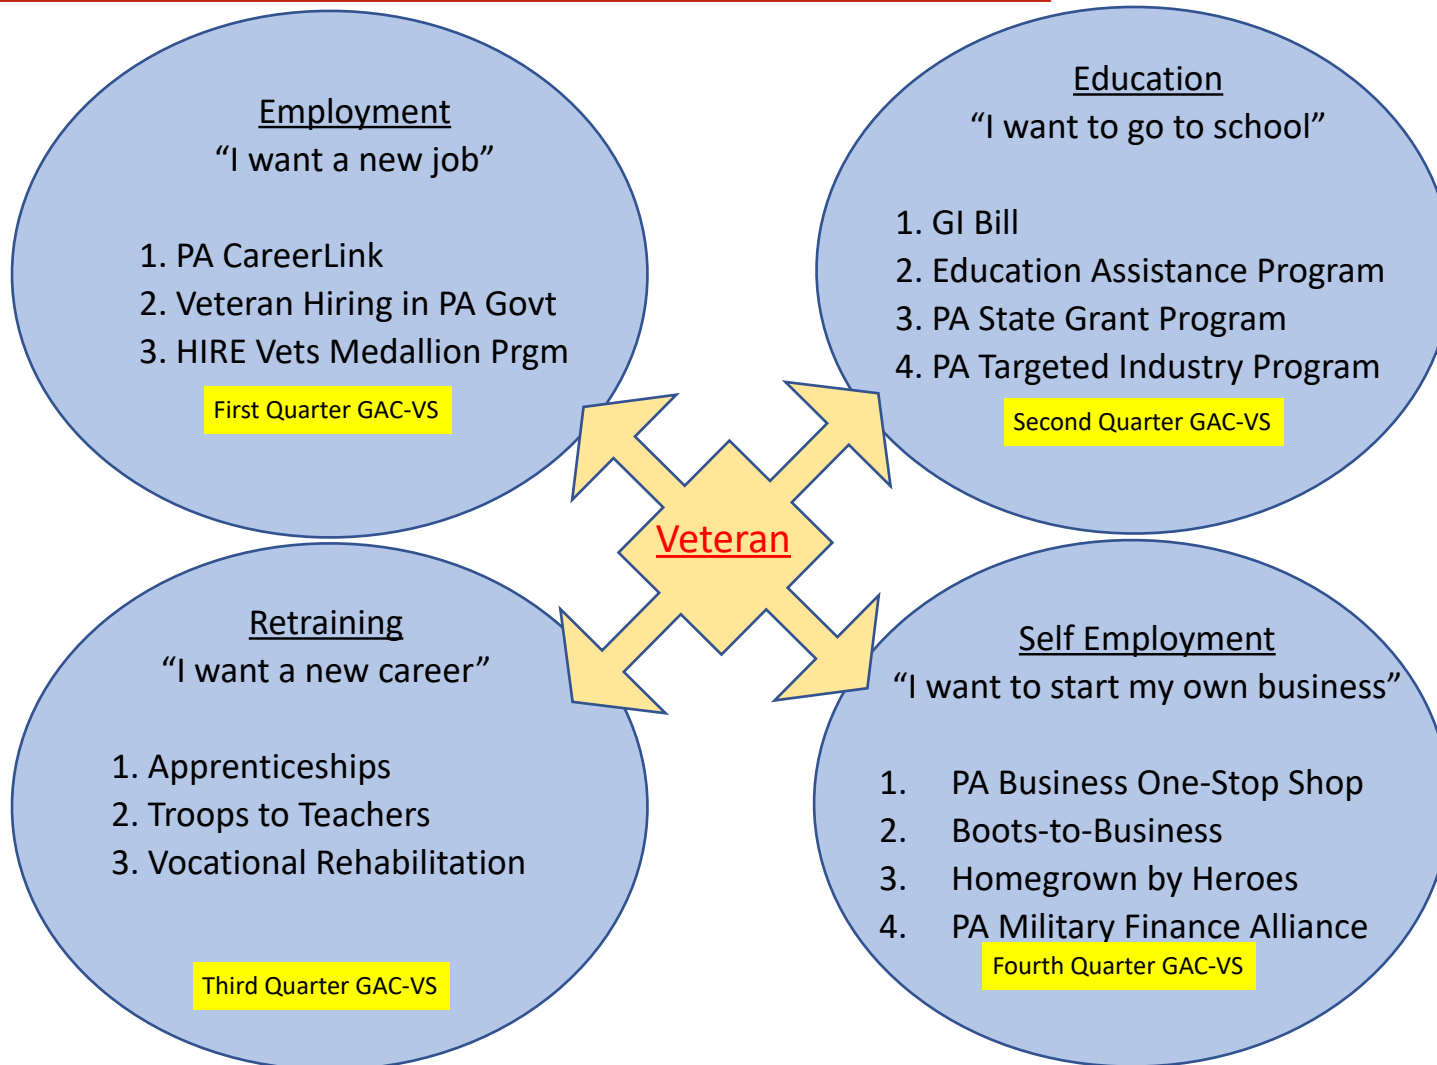 Employment
“I want a new job”
1. PA CareerLink
2. Veteran Hiring in PA Govt
3. HIRE Vets Medallion Prgm
First Quarter GAC-VS
Education
“I want to go to school”
1. GI Bill
2. Education Assistance Program
3. PA State Grant Program
4. PA Targeted Industry Program
Second Quarter GAC-VS
Veteran
Retraining
“I want a new career”
1. Apprenticeships
2. Troops to Teachers
3. Vocational Rehabilitation
Third Quarter GAC-VS
Self Employment
“I want to start my own business”
1. PA Business One-Stop Shop
2. Boots-to-Business
3. Homegrown by Heroes
4. PA Military Finance Alliance
Fourth Quarter GAC-VS